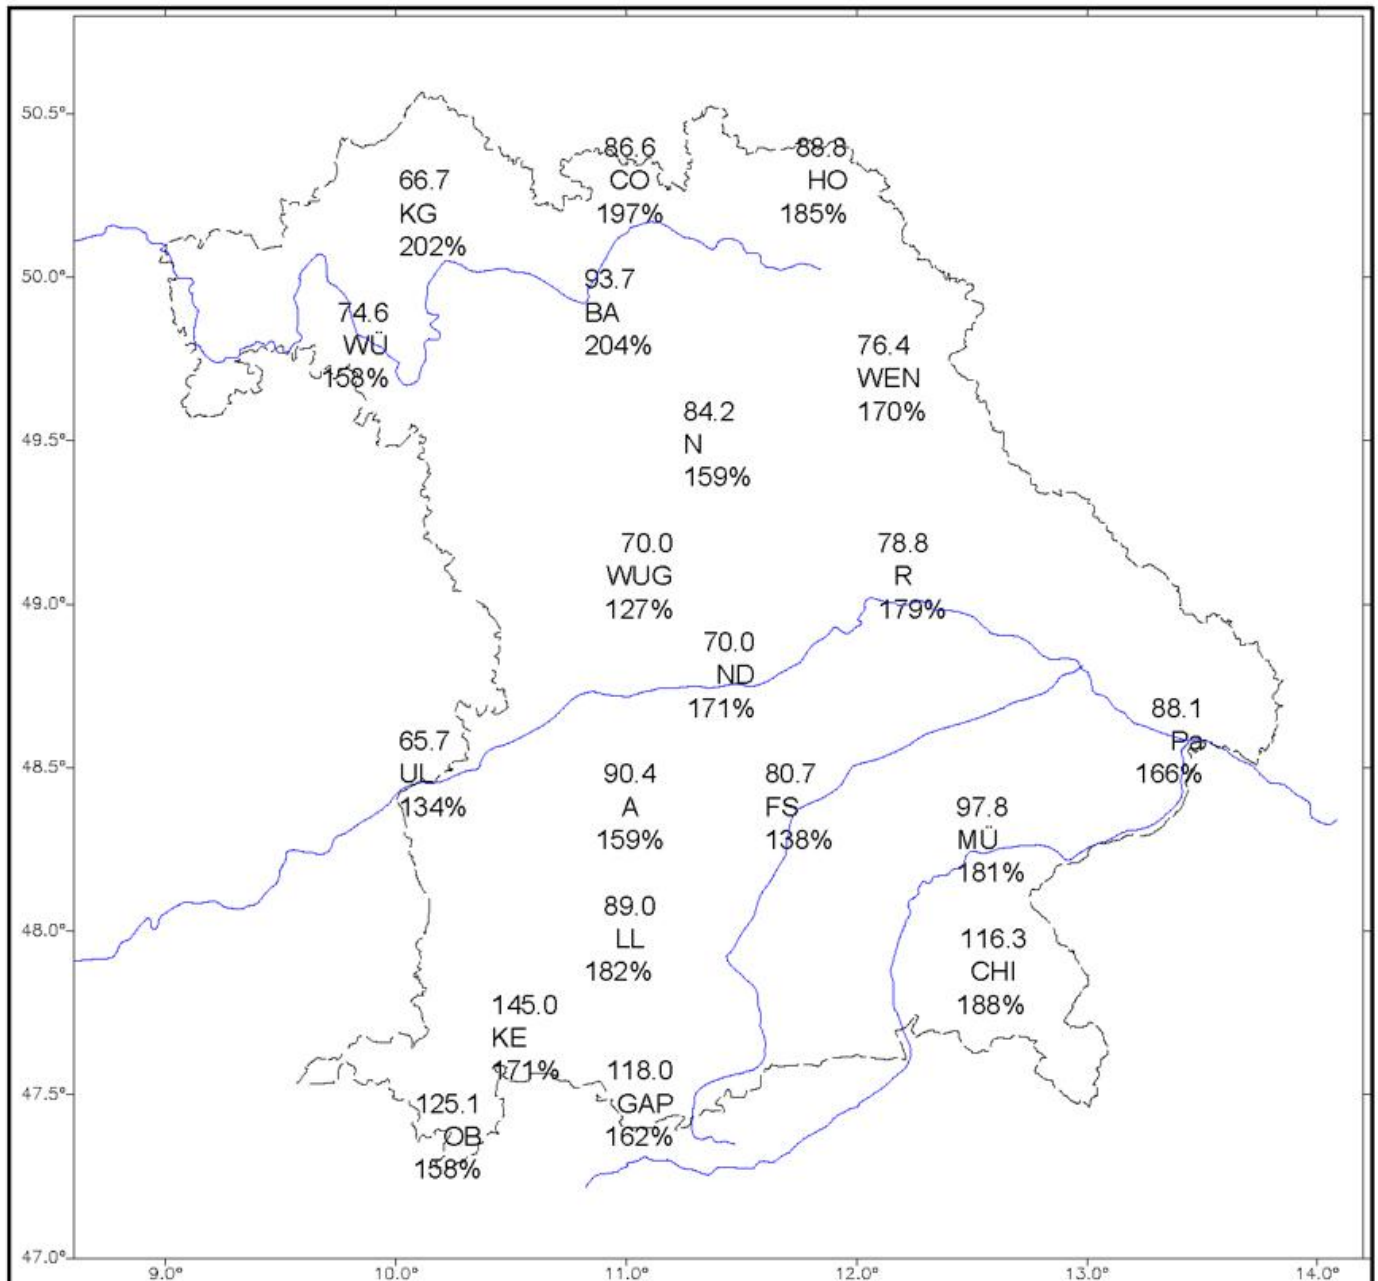 50.5°
86.6
CO
197%
88.8
HO
185%
66.7
KG
202%
50.0°
93.7
BA
204%
74.6
WÜ
158%
76.4
WEN
170%
84.2
N
159%
49.5°
70.0
WUG
127%
78.8
R
179%
49.0°
70.0
ND
171%
88.1
Pa
166%
65.7
UL
134%
48.5°
90.4
A
159%
80.7
FS
138%
97.8
MÜ
181%
89.0
LL
182%
48.0°
116.3
CHI
188%
145.0
KE
171%
118.0
GAP
162%
47.5°
125.1
OB
158%
47.0°
9.0°
10.0°
11.0°
12.0°
13.0°
14.0°